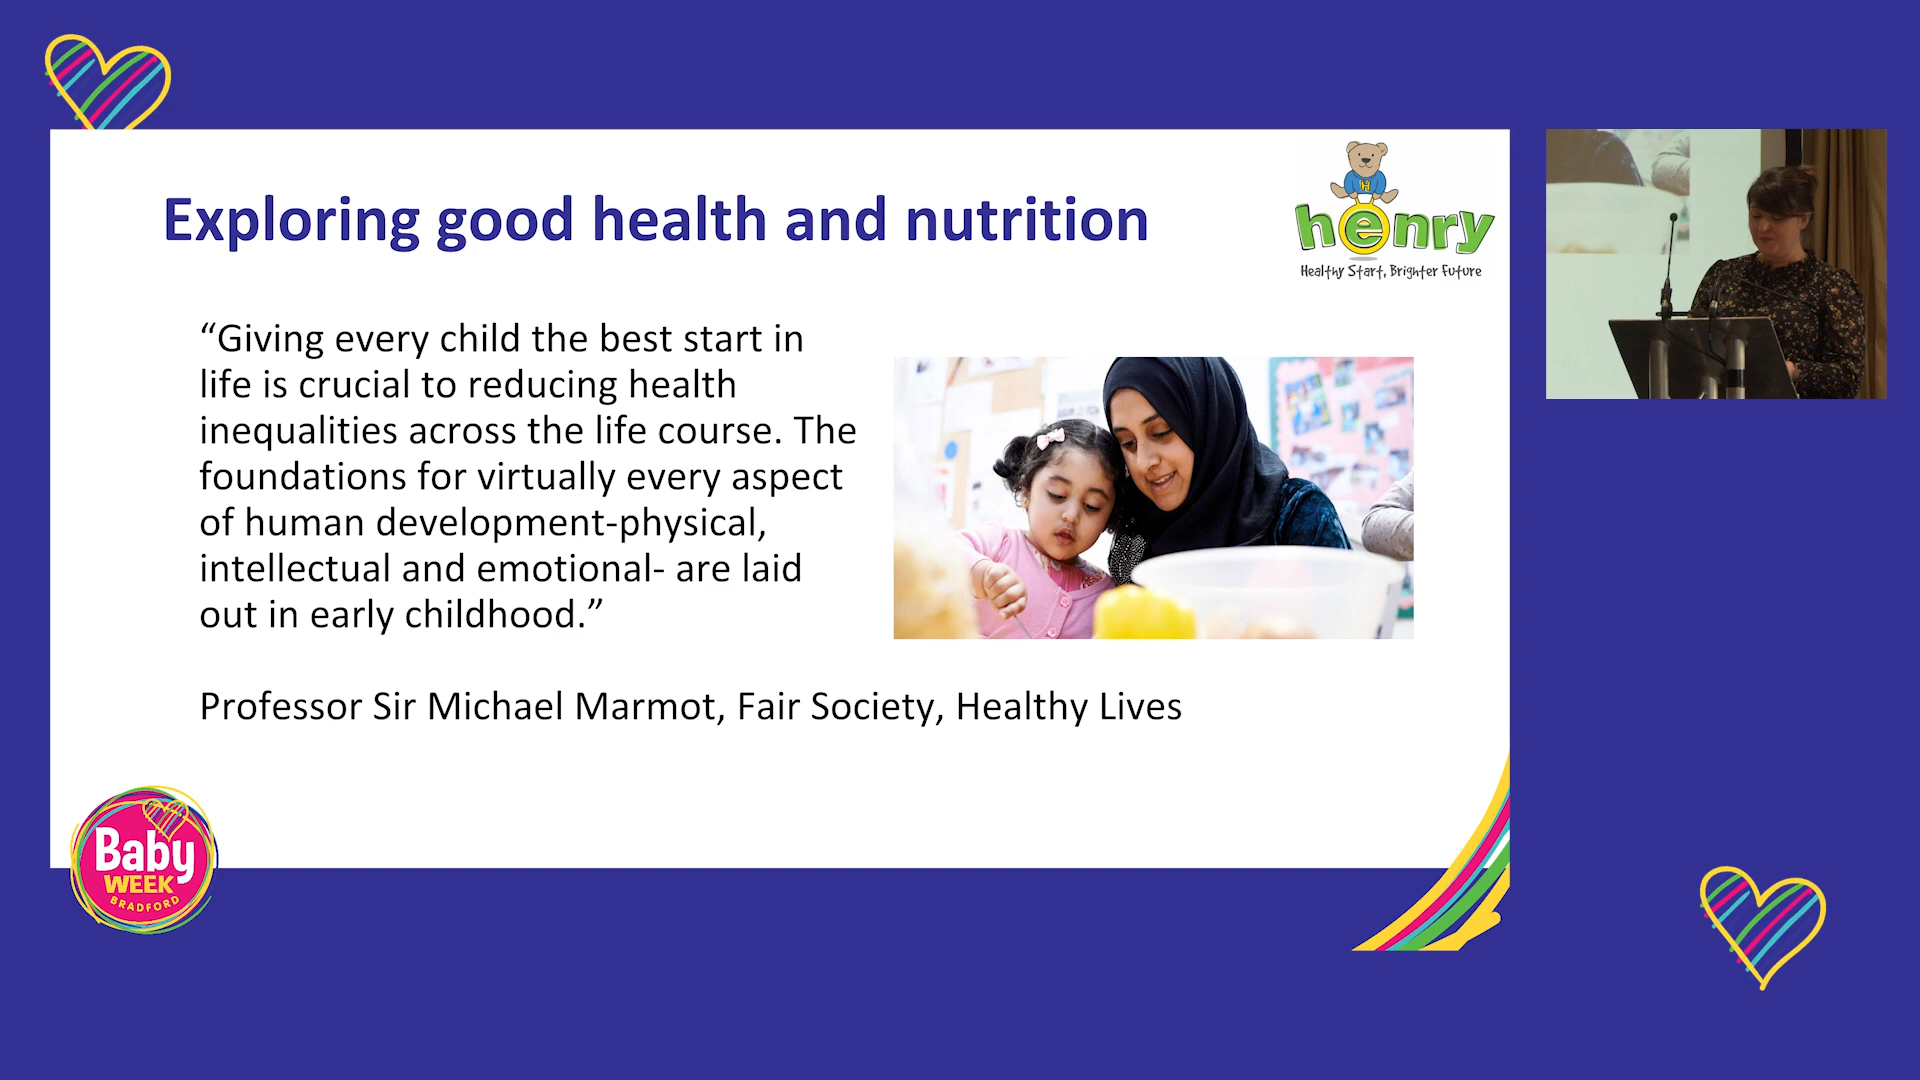 Exploring good health and nutrition
henry
Healthy Start, Brighter Future
“Giving every child the best start in
life is crucial to reducing health
inequalities across the life course. The
foundations for virtually every aspect
of human development-physical,
intellectual and emotional- are laid
out in early childhood.”
Professor Sir Michael Marmot, Fair Society, Healthy Lives
Baby
WEEK
BRADFORD